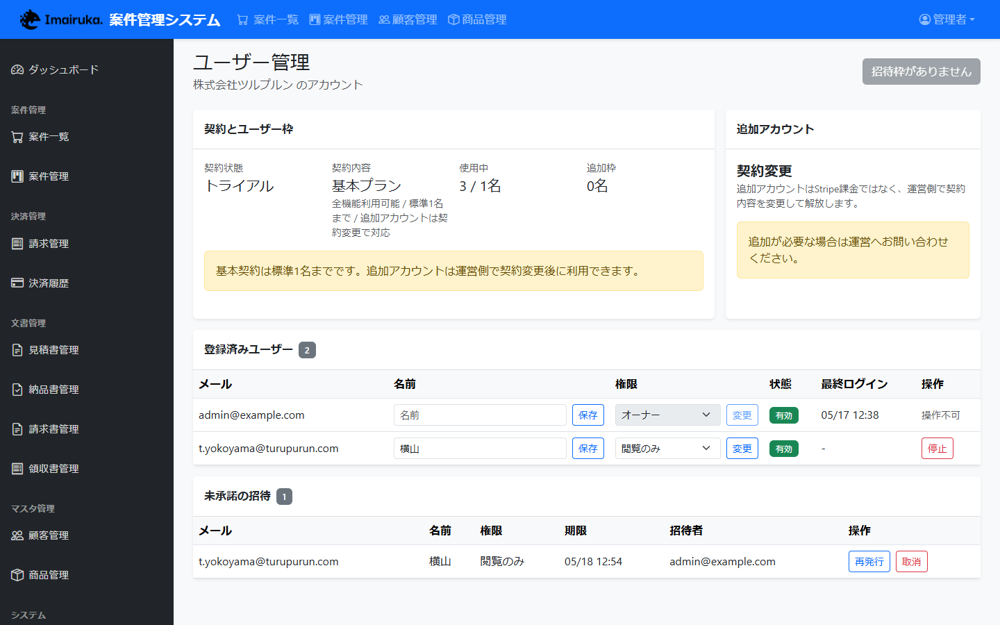 Imairuka. 案件管理システム 案件一覧 案件管理 顧客管理 商品管理 管理者
ダッシュボード
案件管理
案件一覧
案件管理
決済管理
請求管理
決済履歴
文書管理
見積書管理
納品書管理
請求書管理
領収書管理
マスタ管理
顧客管理
商品管理
システム
ユーザー管理
株式会社ツルプルン のアカウント
招待枠がありません
契約とユーザー枠
契約状態
トライアル
契約内容
基本プラン
全機能利用可能 / 標準1名
まで / 追加アカウントは契
約変更で対応
使用中
3 / 1名
追加枠
0名
基本契約は標準1名までです。追加アカウントは運営側で契約変更後に利用できます。
追加アカウント
契約変更
追加アカウントはStripe課金ではなく、運営側で契約
内容を変更して解放します。
追加が必要な場合は運営へお問い合わせ
ください。
登録済みユーザー 2
メール 名前 権限 状態 最終ログイン 操作
admin@example.com 名前 保存 オーナー 変更 有効 05/17 12:38 操作不可
t.yokoyama@turupurun.com 横山 保存 閲覧のみ 変更 有効 - 停止
未承諾の招待 1
メール 名前 権限 期限 招待者 操作
t.yokoyama@turupurun.com 横山 閲覧のみ 05/18 12:54 admin@example.com 再発行 取消